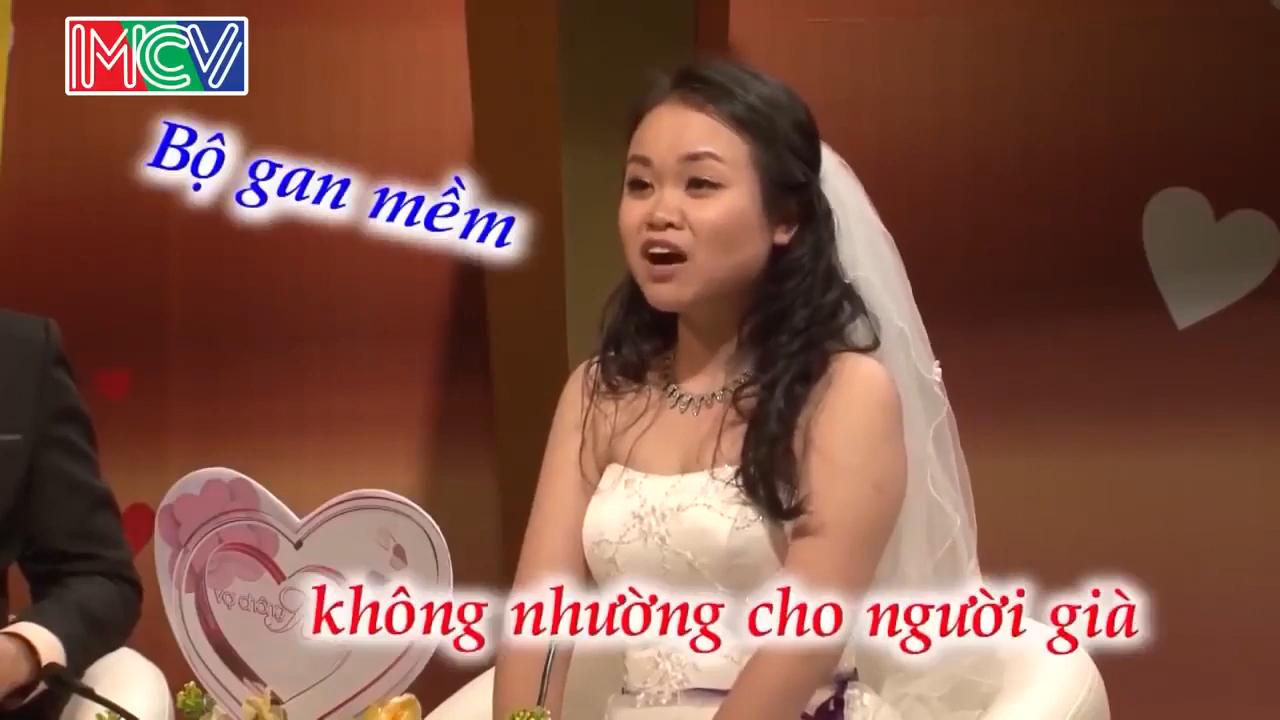 MCV
Bộ gan mềm
không nhường cho người già